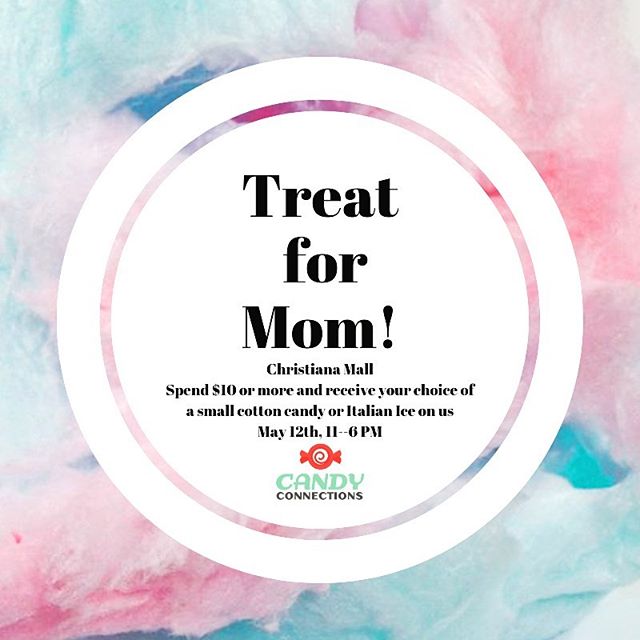 Treat
for
Mom!
Christiana Mall
Spend $10 or more and receive your choice of
a small cotton candy or Italian Ice on us
May 12th, 11--6 PM
CANDY
CONNECTIONS